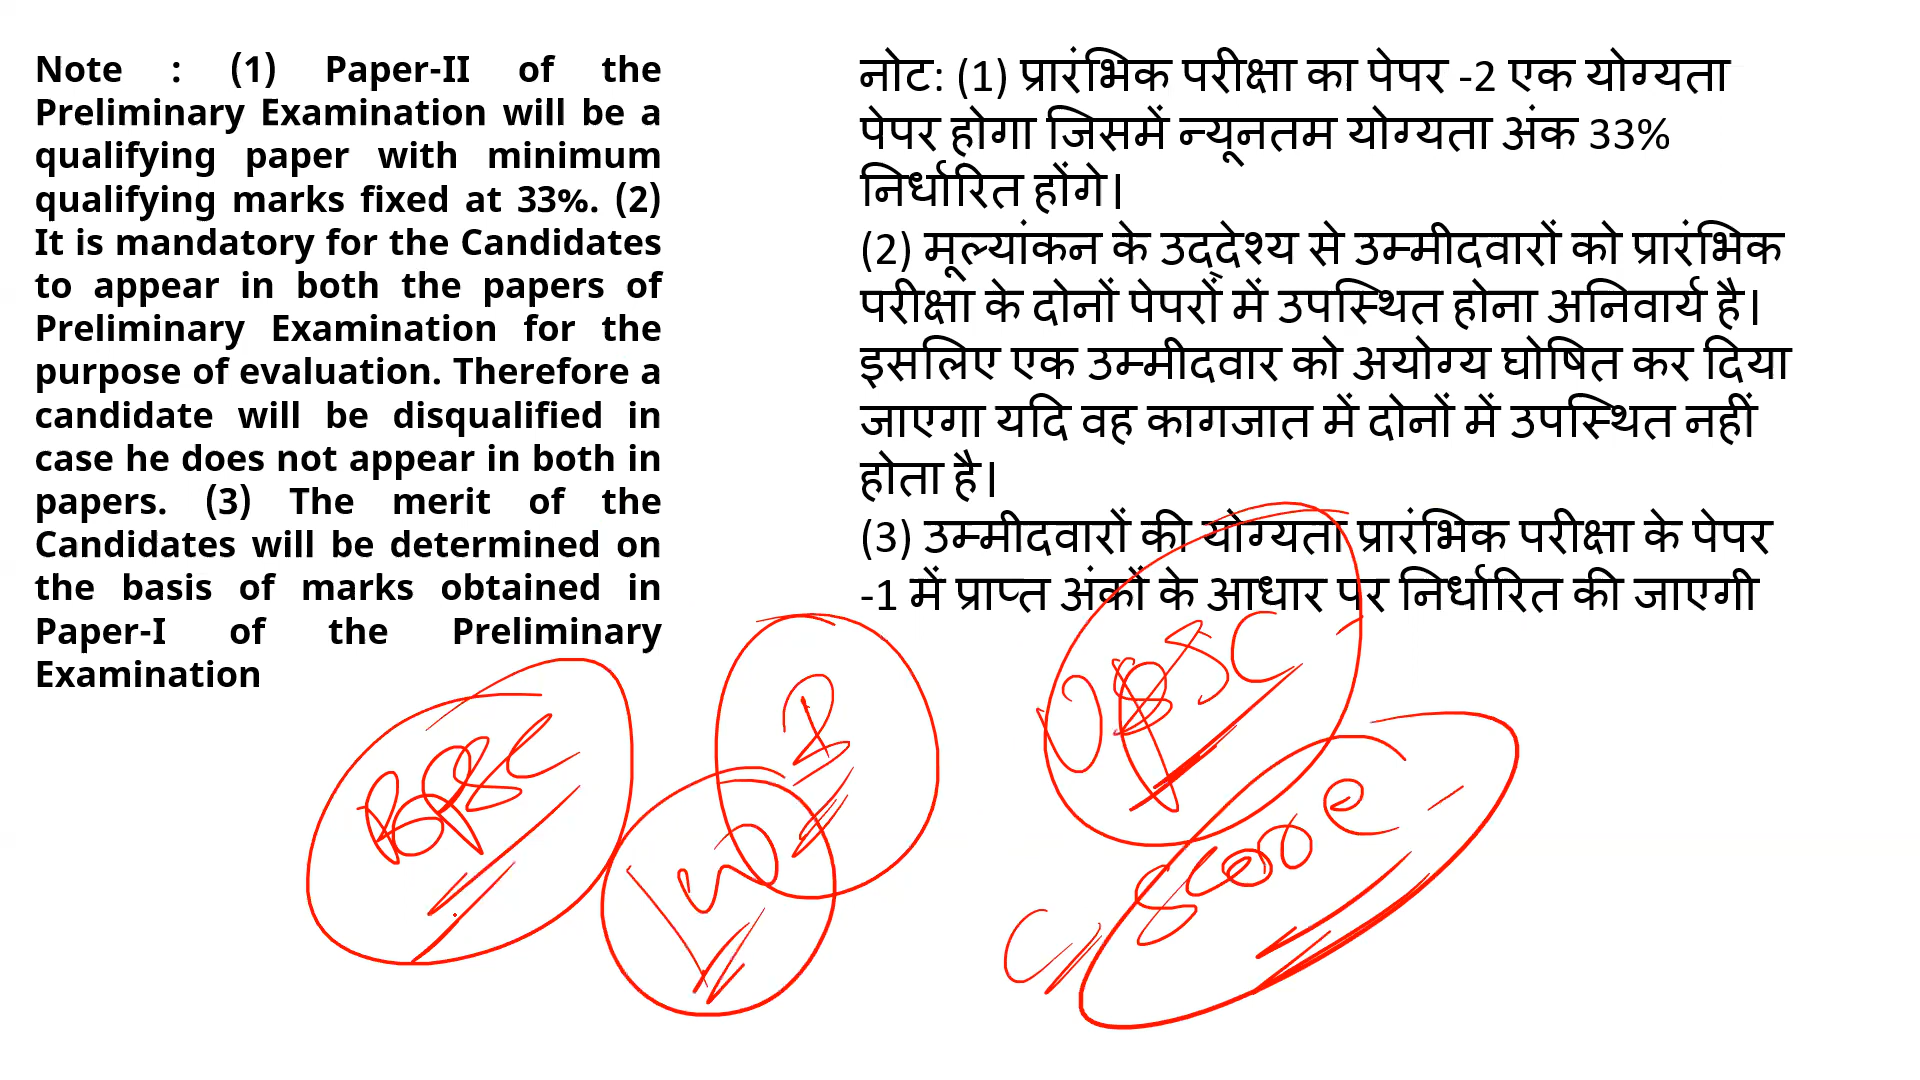 Note : (1) Paper-II of the
Preliminary Examination will be a
qualifying paper with minimum
qualifying marks fixed at 33%. (2)
It is mandatory for the Candidates
to appear in both the papers of
Preliminary Examination for the
purpose of evaluation. Therefore a
candidate will be disqualified in
case he does not appear in both in
papers. (3) The merit of the
Candidates will be determined on
the basis of marks obtained in
Paper-I of the Preliminary
Examination
नोट: (1) प्रारंभिक परीक्षा का पेपर -2 एक योग्यता
पेपर होगा जिसमें न्यूनतम योग्यता अंक 33%
निर्धारित होंगे।
(2) मूल्यांकन के उद्देश्य से उम्मीदवारों को प्रारंभिक
परीक्षा के दोनों पेपरों में उपस्थित होना अनिवार्य है।
इसलिए एक उम्मीदवार को अयोग्य घोषित कर दिया
जाएगा यदि वह कागजात में दोनों में उपस्थित नहीं
होता है।
(3) उम्मीदवारों की योग्यता प्रारंभिक परीक्षा के पेपर
-1 में प्राप्त अंकों के आधार पर निर्धारित की जाएगी